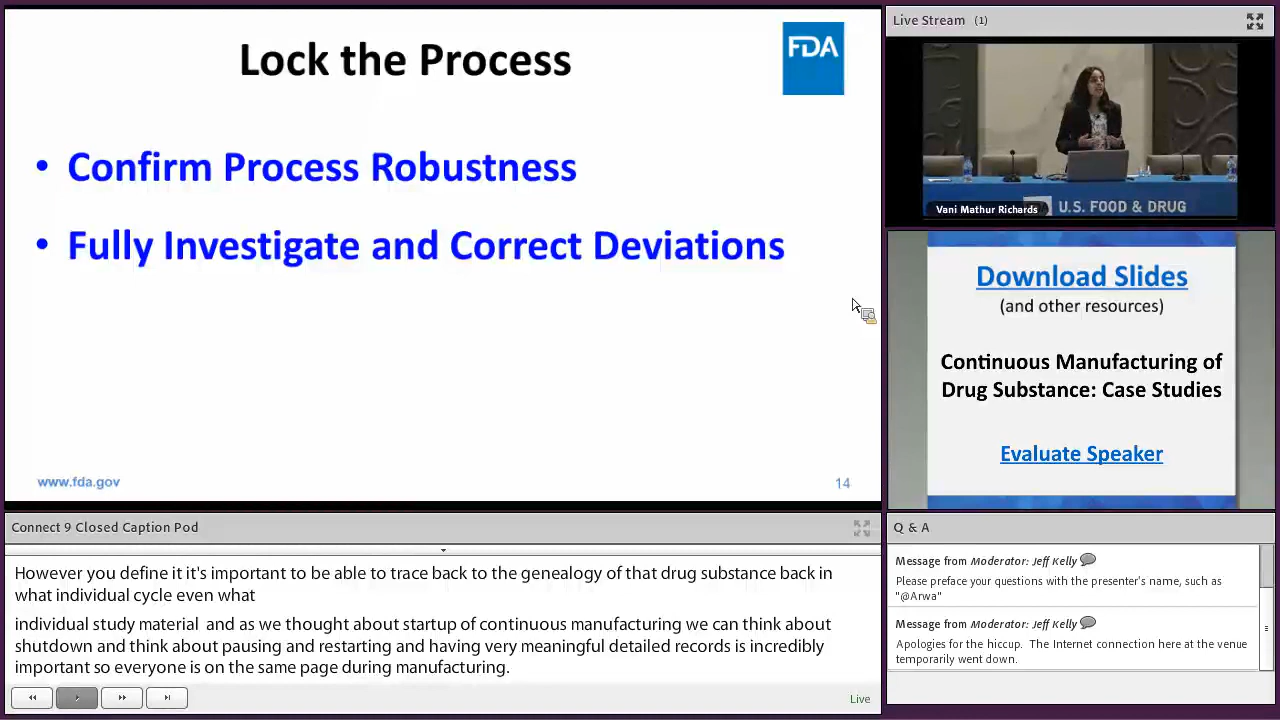 Lock the Process
FDA
• Confirm Process Robustness
• Fully Investigate and Correct Deviations
www.fda.gov
14
Live Stream (1)
Vani Mathur Richards
U.S. FOOD & DRUG
Download Slides
(and other resources)
Continuous Manufacturing of
Drug Substance: Case Studies
Evaluate Speaker
Connect 9 Closed Caption Pod
However you define it it's important to be able to trace back to the genealogy of that drug substance back in
what individual cycle even what
individual study material and as we thought about startup of continuous manufacturing we can think about
shutdown and think about pausing and restarting and having very meaningful detailed records is incredibly
important so everyone is on the same page during manufacturing.
Live
Q & A
Message from Moderator: Jeff Kelly
Please preface your questions with the presenter's name, such as
"@Arwa"
Message from Moderator: Jeff Kelly
Apologies for the hiccup. The Internet connection here at the venue
temporarily went down.